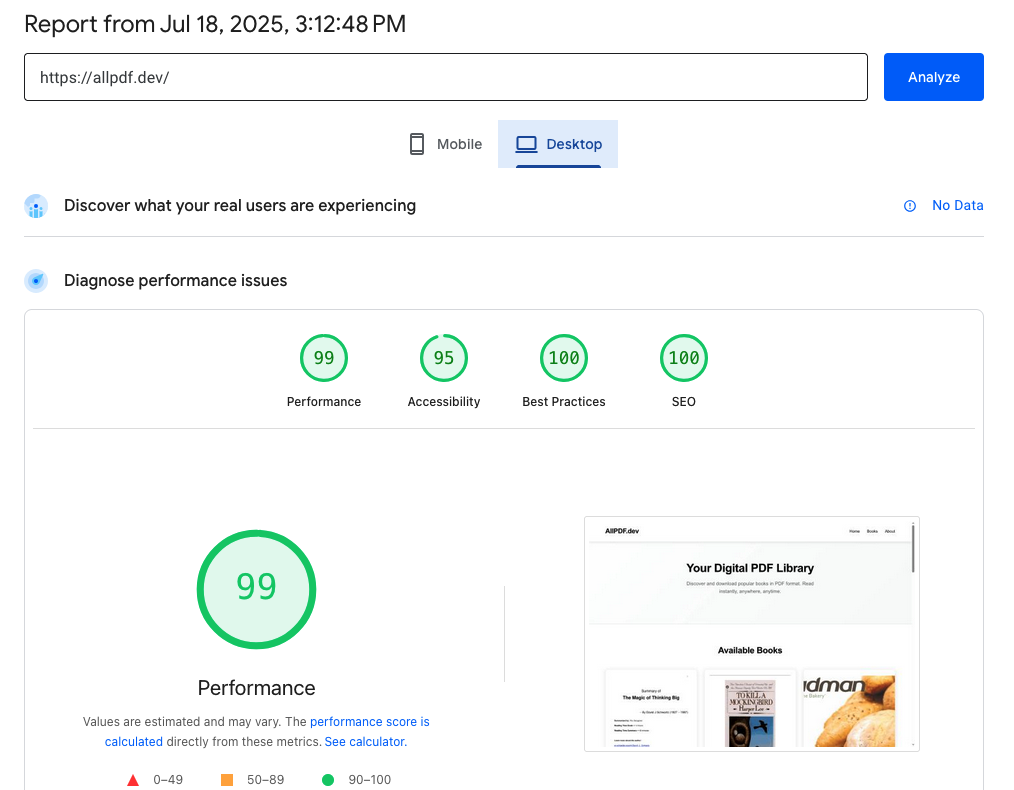 Report from Jul 18, 2025, 3:12:48 PM
https://allpdf.dev/
Analyze
Mobile
Desktop
Discover what your real users are experiencing
No Data
Diagnose performance issues
99
95
100
100
Performance
Accessibility
Best Practices
SEO
99
Performance
Values are estimated and may vary. The performance score is
calculated directly from these metrics. See calculator.
0–49
50–89
90–100
AllPDF.dev
Home
Books
About
Your Digital PDF Library
Discover and download popular books in PDF format. Read
instantly, anywhere, anytime.
Available Books
Summary of
The Magic of Thinking Big
TO KILL A
MOCKINGBIRD
Harper Lee
dman
Bakery